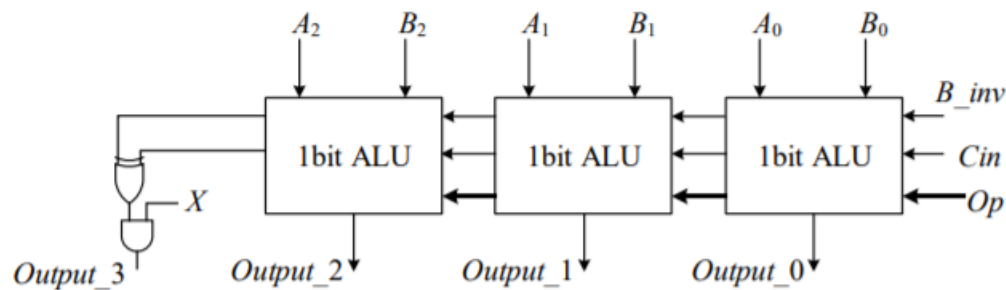 A₂ B₂ A₁ B₁ A₀ B₀
B_inv
1bit ALU 1bit ALU 1bit ALU Cin
X Op
Output_3 Output_2 Output_1 Output_0